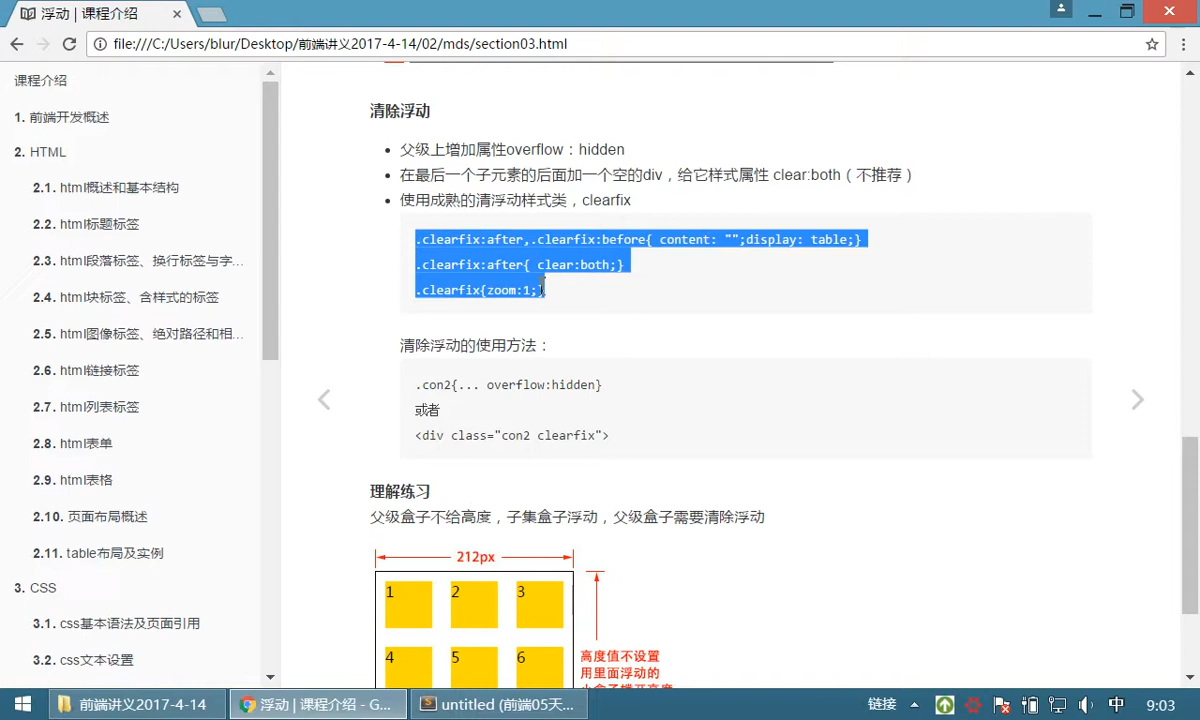 浮动 | 课程介绍
file:///C:/Users/blur/Desktop/前端讲义2017-4-14/02/mds/section03.html
课程介绍
1. 前端开发概述
2. HTML
2.1. html概述和基本结构
2.2. html标题标签
2.3. html段落标签、换行标签与字...
2.4. html块标签、含样式的标签
2.5. html图像标签、绝对路径和相...
2.6. html链接标签
2.7. html列表标签
2.8. html表单
2.9. html表格
2.10. 页面布局概述
2.11. table布局及实例
3. CSS
3.1. css基本语法及页面引用
3.2. css文本设置
清除浮动
父级上增加属性overflow：hidden
在最后一个子元素的后面加一个空的div，给它样式属性 clear:both（不推荐）
使用成熟的清浮动样式类，clearfix
.clearfix:after,.clearfix:before{ content: "";display: table;}
.clearfix:after{ clear:both;}
.clearfix{zoom:1;}
清除浮动的使用方法：
.con2{... overflow:hidden}
或者
<div class="con2 clearfix">
理解练习
父级盒子不给高度，子集盒子浮动，父级盒子需要清除浮动
212px
1 2 3
4 5 6
高度值不设置
用里面浮动的
前端讲义2017-4-14
浮动 | 课程介绍 - G...
untitled (前端05天...
链接
中
9:03